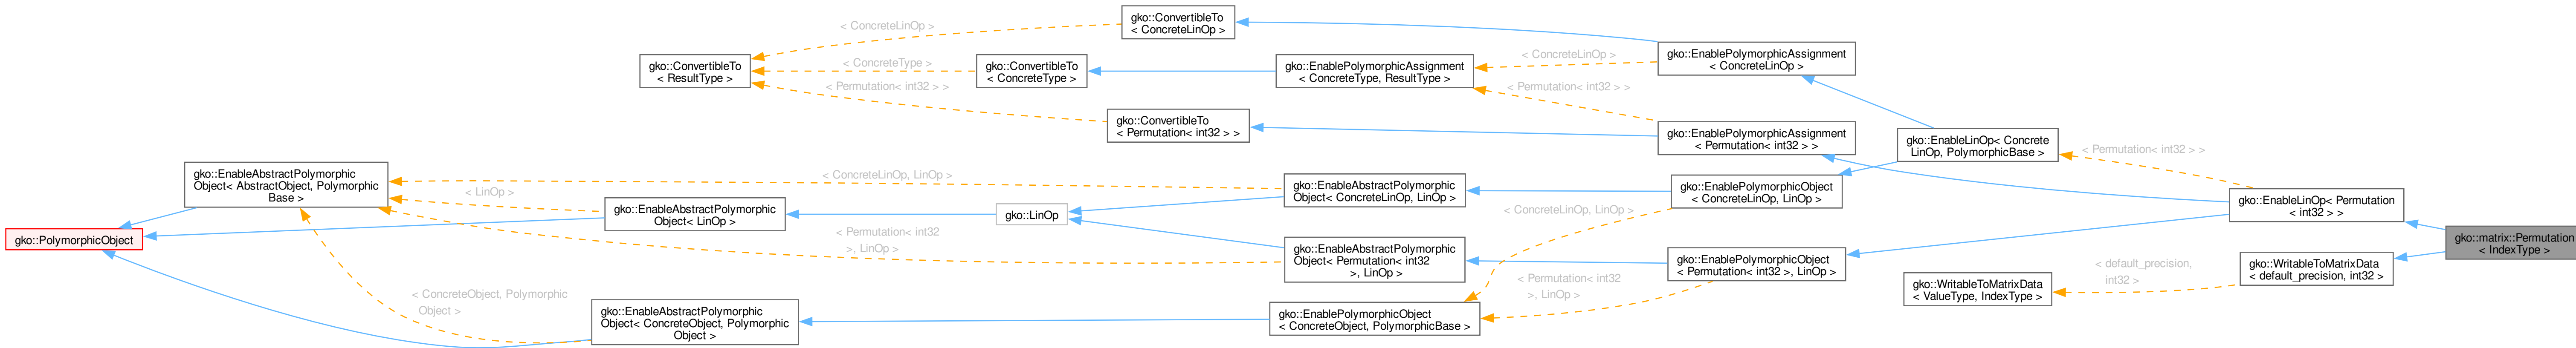 gko::PolymorphicObject
gko::EnableAbstractPolymorphic
Object< AbstractObject, Polymorphic
Base >
gko::ConvertibleTo
< ResultType >
gko::EnableAbstractPolymorphic
Object< LinOp >
gko::EnableAbstractPolymorphic
Object< ConcreteObject, Polymorphic
Object >
< ConcreteLinOp >
< ConcreteType >
< Permutation< int32 > >
< ConcreteLinOp, LinOp >
< LinOp >
< Permutation< int32
>, LinOp >
< ConcreteObject, Polymorphic
Object >
gko::ConvertibleTo
< ConcreteType >
gko::LinOp
gko::ConvertibleTo
< ConcreteLinOp >
gko::ConvertibleTo
< Permutation< int32 > >
gko::EnablePolymorphicAssignment
< ConcreteType, ResultType >
gko::EnableAbstractPolymorphic
Object< ConcreteLinOp, LinOp >
gko::EnableAbstractPolymorphic
Object< Permutation< int32
>, LinOp >
gko::EnablePolymorphicObject
< ConcreteObject, PolymorphicBase >
< ConcreteLinOp >
< Permutation< int32 > >
< ConcreteLinOp, LinOp >
< Permutation< int32
>, LinOp >
gko::EnablePolymorphicAssignment
< ConcreteLinOp >
gko::EnablePolymorphicAssignment
< Permutation< int32 > >
gko::EnablePolymorphicObject
< ConcreteLinOp, LinOp >
gko::EnablePolymorphicObject
< Permutation< int32 >, LinOp >
gko::EnableLinOp< Concrete
LinOp, PolymorphicBase >
gko::WritableToMatrixData
< ValueType, IndexType >
< Permutation< int32 > >
< default_precision,
int32 >
gko::EnableLinOp< Permutation
< int32 > >
gko::WritableToMatrixData
< default_precision, int32 >
gko::matrix::Permutation
< IndexType >